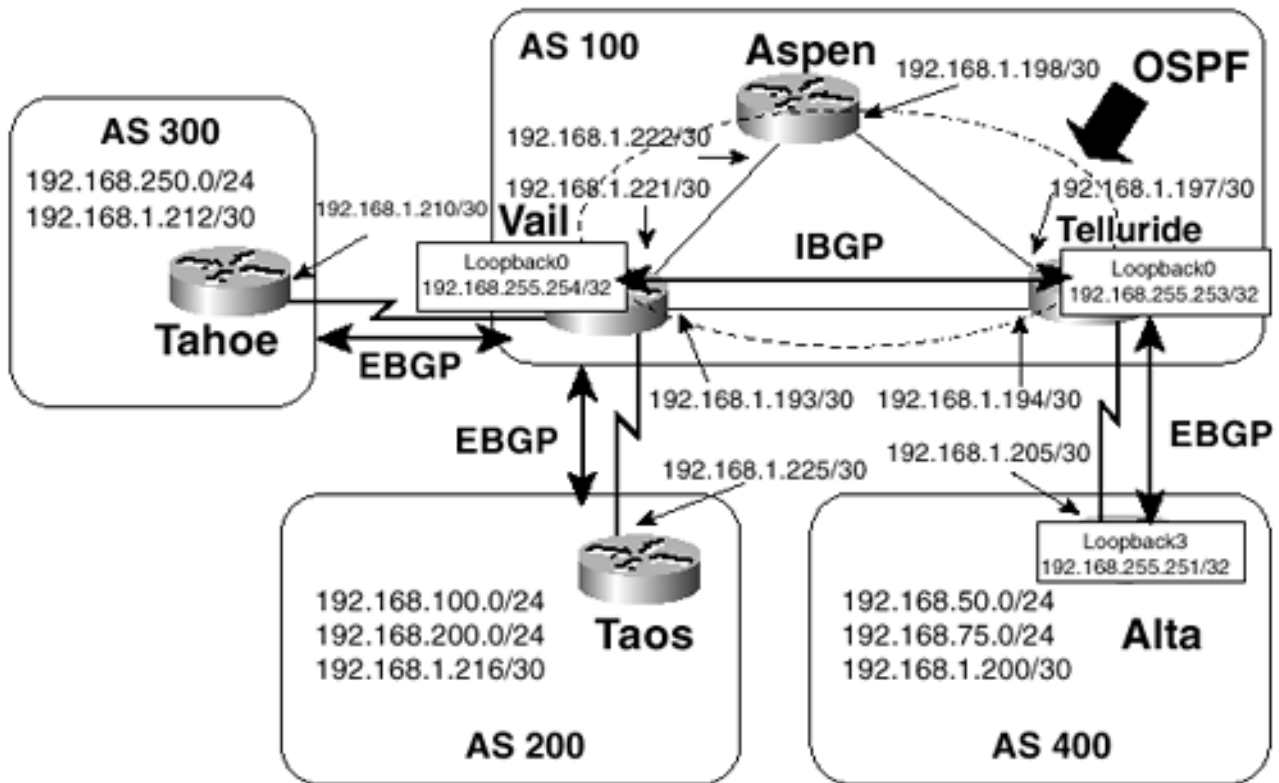 AS 100
Aspen
192.168.1.198/30
OSPF
AS 300
192.168.250.0/24
192.168.1.212/30
192.168.1.210/30
192.168.1.222/30
192.168.1.221/30
192.168.1.197/30
Vail
IBGP
Telluride
Loopback0
192.168.255.254/32
Loopback0
192.168.255.253/32
Tahoe
EBGP
192.168.1.193/30
192.168.1.194/30
EBGP
EBGP
192.168.1.225/30
192.168.1.205/30
Loopback3
192.168.255.251/32
192.168.100.0/24
192.168.200.0/24
192.168.1.216/30
Taos
192.168.50.0/24
192.168.75.0/24
192.168.1.200/30
Alta
AS 200
AS 400